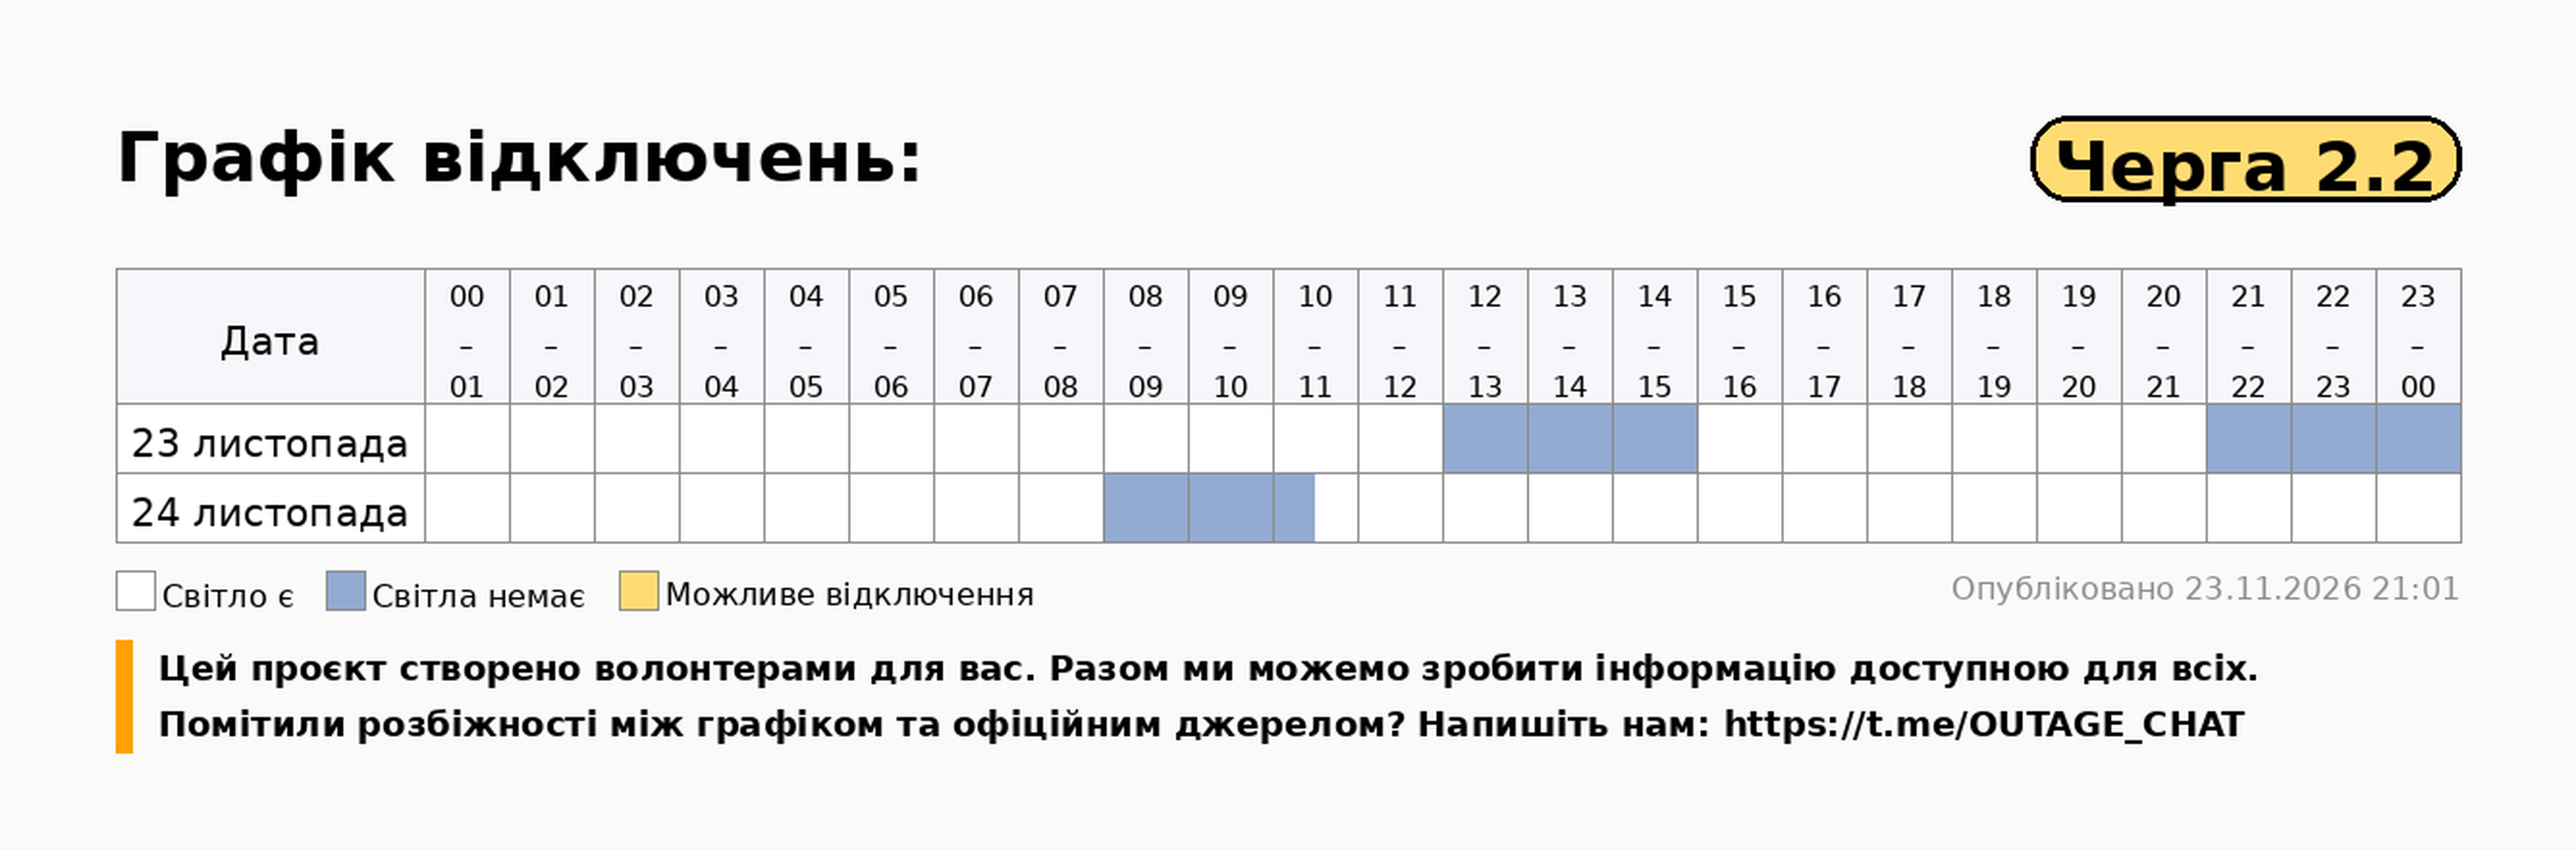 Графік відключень:
Черга 2.2
Дата
00 – 01
01 – 02
02 – 03
03 – 04
04 – 05
05 – 06
06 – 07
07 – 08
08 – 09
09 – 10
10 – 11
11 – 12
12 – 13
13 – 14
14 – 15
15 – 16
16 – 17
17 – 18
18 – 19
19 – 20
20 – 21
21 – 22
22 – 23
23 – 00
23 листопада
24 листопада
Світло є
Світла немає
Можливе відключення
Опубліковано 23.11.2026 21:01
Цей проєкт створено волонтерами для вас. Разом ми можемо зробити інформацію доступною для всіх.
Помітили розбіжності між графіком та офіційним джерелом? Напишіть нам: https://t.me/OUTAGE_CHAT